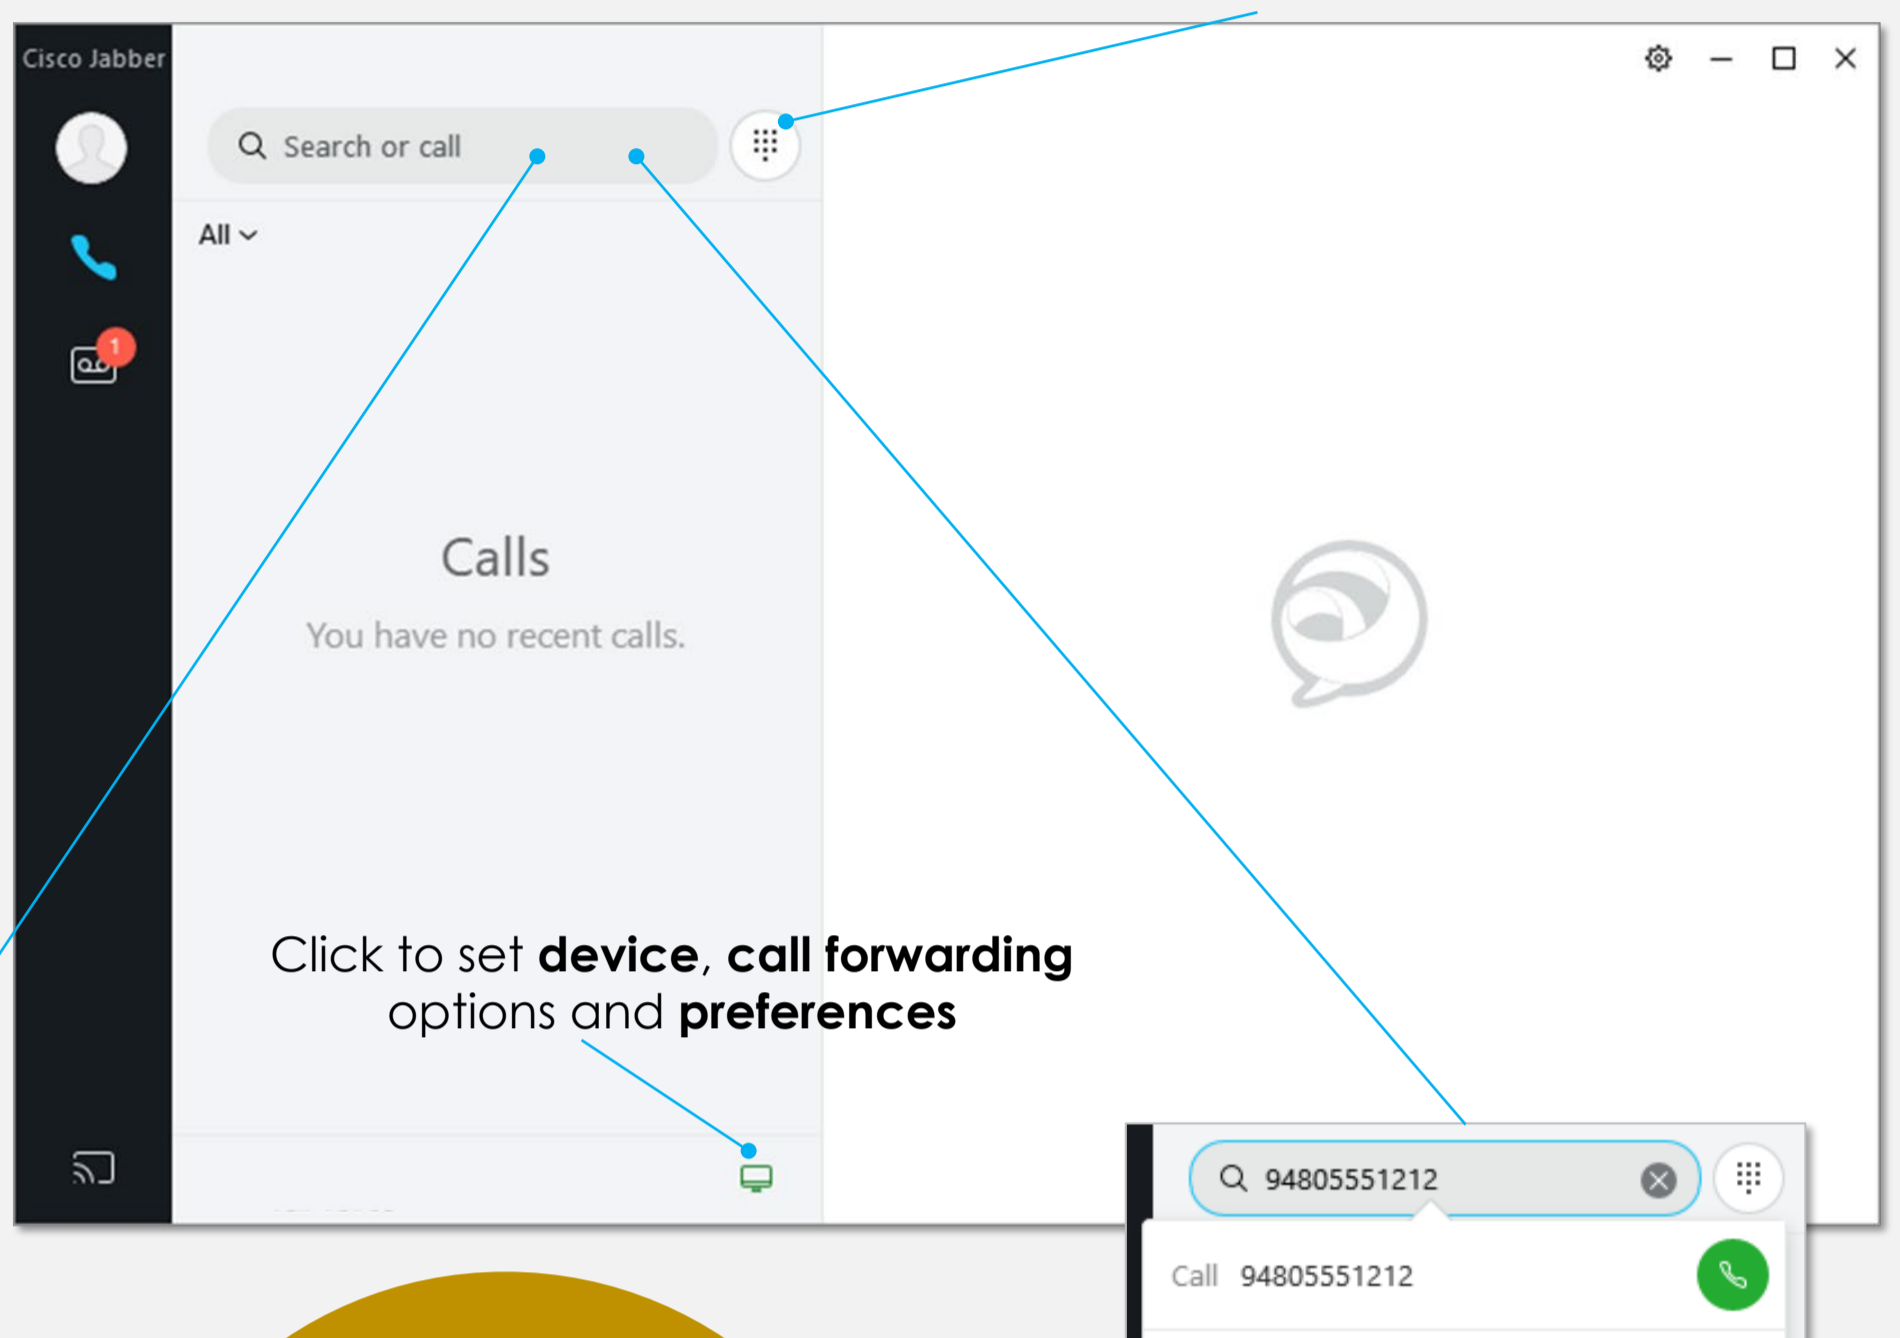 Cisco Jabber
Search or call
All
1
Calls
You have no recent calls.
Click to set device, call forwarding
options and preferences
94805551212
Call 94805551212